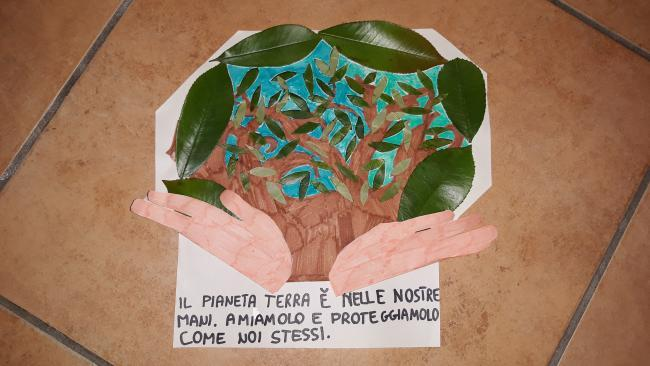 IL PIANETA TERRA È NELLE NOSTRE
MANI. AMIAMOLO E PROTEGGIAMOLO
COME NOI STESSI.